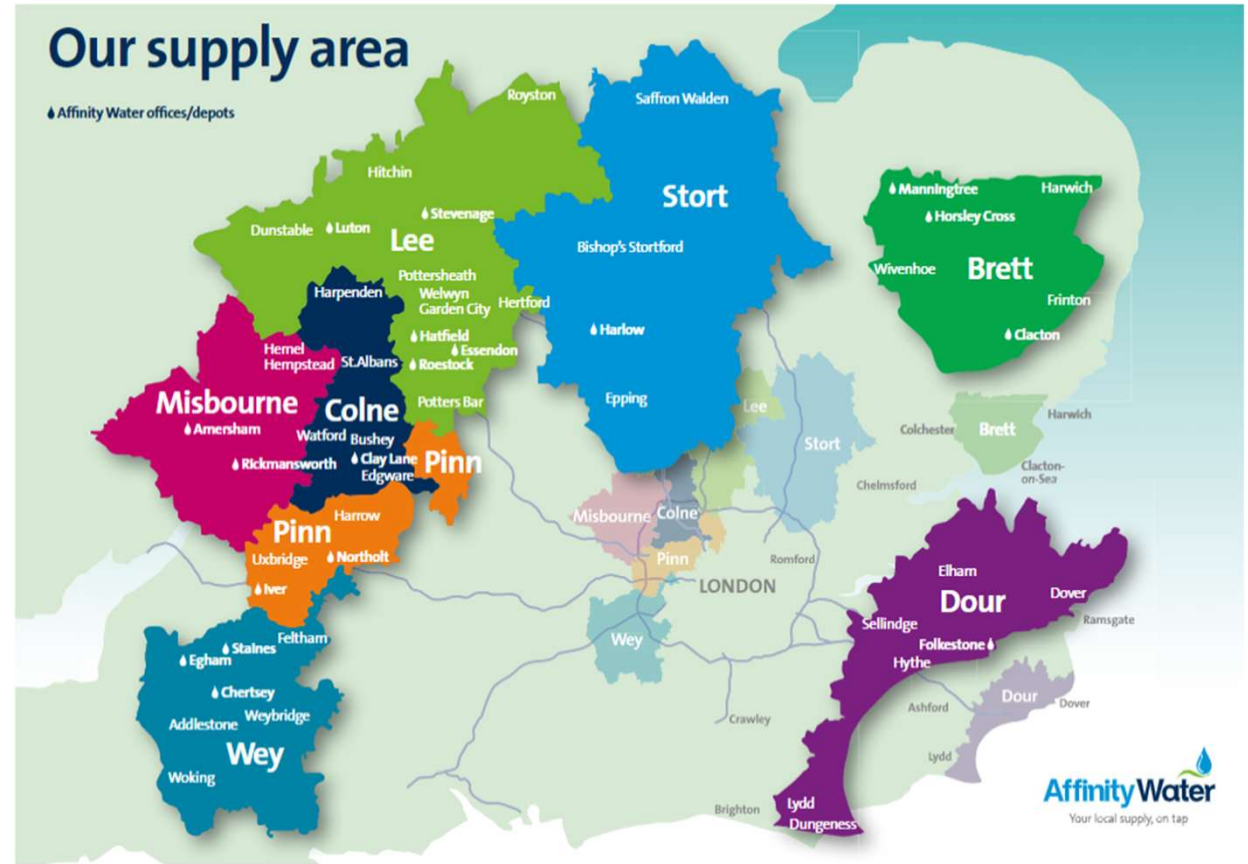 Our supply area
Affinity Water offices/depots
Royston
Saffron Walden
Hitchin
Stort
Manningtree
Harwich
Stevenage
Horsley Cross
Dunstable
Luton
Lee
Bishop's Stortford
Pottersheath
Wivenhoe
Brett
Harpenden
Welwyn
Garden City
Hertford
Frinton
Harlow
Hatfield
Clacton
Hemel
Hempstead
St.Albans
Essendon
Roestock
Misbourne
Colne
Potters Bar
Epping
Lee
Harwich
Amersham
Watford
Bushey
Stort
Colchester
Brett
Rickmansworth
Clay Lane
Edgware
Pinn
Clacton-
on-Sea
Chelmsford
Harrow
Misbourne
Colne
Pinn
Uxbridge
Northolt
Pinn
Romford
Elham
Iver
LONDON
Dour
Dover
Feltham
Wey
Sellindge
Ramsgate
Staines
Egham
Folkestone
Hythe
Chertsey
Addlestone
Weybridge
Crawley
Ashford
Dour
Dover
Wey
Woking
Lydd
Brighton
Lydd
Dungeness
Affinity Water
Your local supply, on tap